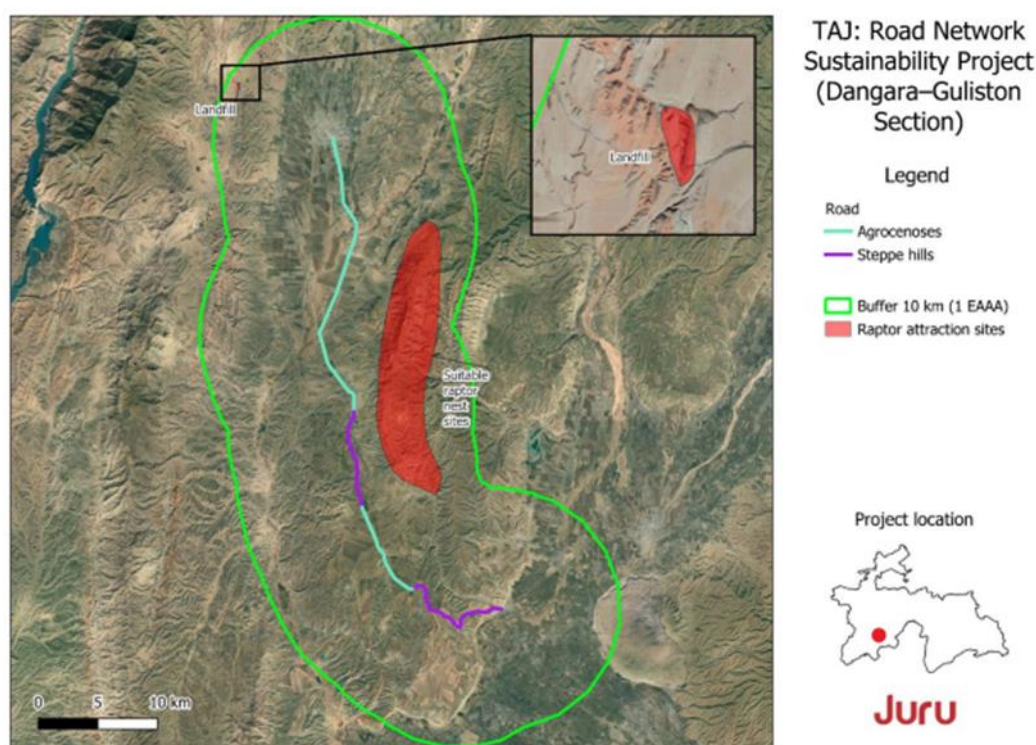 TAJ: Road Network
Sustainability Project
(Dangara–Guliston
Section)
Legend
Road
Agrocenoses
Steppe hills
Buffer 10 km (1 EAAA)
Raptor attraction sites
Landfill
Landfill
Suitable
raptor
nest
sites
0 5 10 km
Project location
Juru